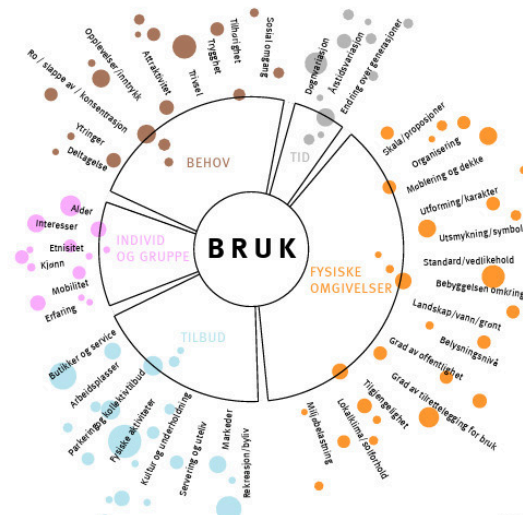 BRUK
BEHOV
Deltagelse
Ytringer
Ro / slappe av / konsentrasjon
Opplevelser/inntrykk
Attraktivitet
Trivsel
Trygghet
Tilhørighet
Sosial omgang
TID
Døgnvariasjon
Årstidsvariasjon
Endring over generasjoner
FYSISKE
OMGIVELSER
Skala/proposjoner
Organisering
Møblering og dekke
Utforming/karakter
Utsmykning/symbol
Standard/vedlikehold
Bebyggelsen omkring
Landskap/vann/grønt
Belysningsnivå
Grad av offentlighet
Grad av tilrettelegging for bruk
Tilgjengelighet
Lokalklima/solforhold
Miljøbelastning
TILBUD
Rekreasjon/byliv
Markeder
Servering og uteliv
Kultur og underholdning
Fysiske aktiviteter
Parkering og kollektivtilbud
Arbeidsplasser
Butikker og service
INDIVID
OG GRUPPE
Erfaring
Mobilitet
Kjønn
Etnisitet
Interesser
Alder